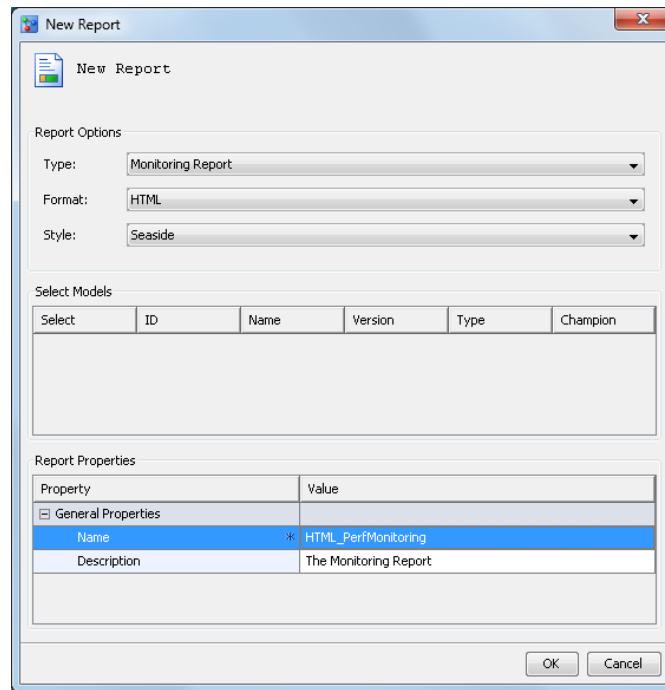 New Report
New Report
Report Options
Type: Monitoring Report
Format: HTML
Style: Seaside
Select Models
Select ID Name Version Type Champion
Report Properties
Property Value
General Properties
Name * HTML_PerfMonitoring
Description The Monitoring Report
OK Cancel